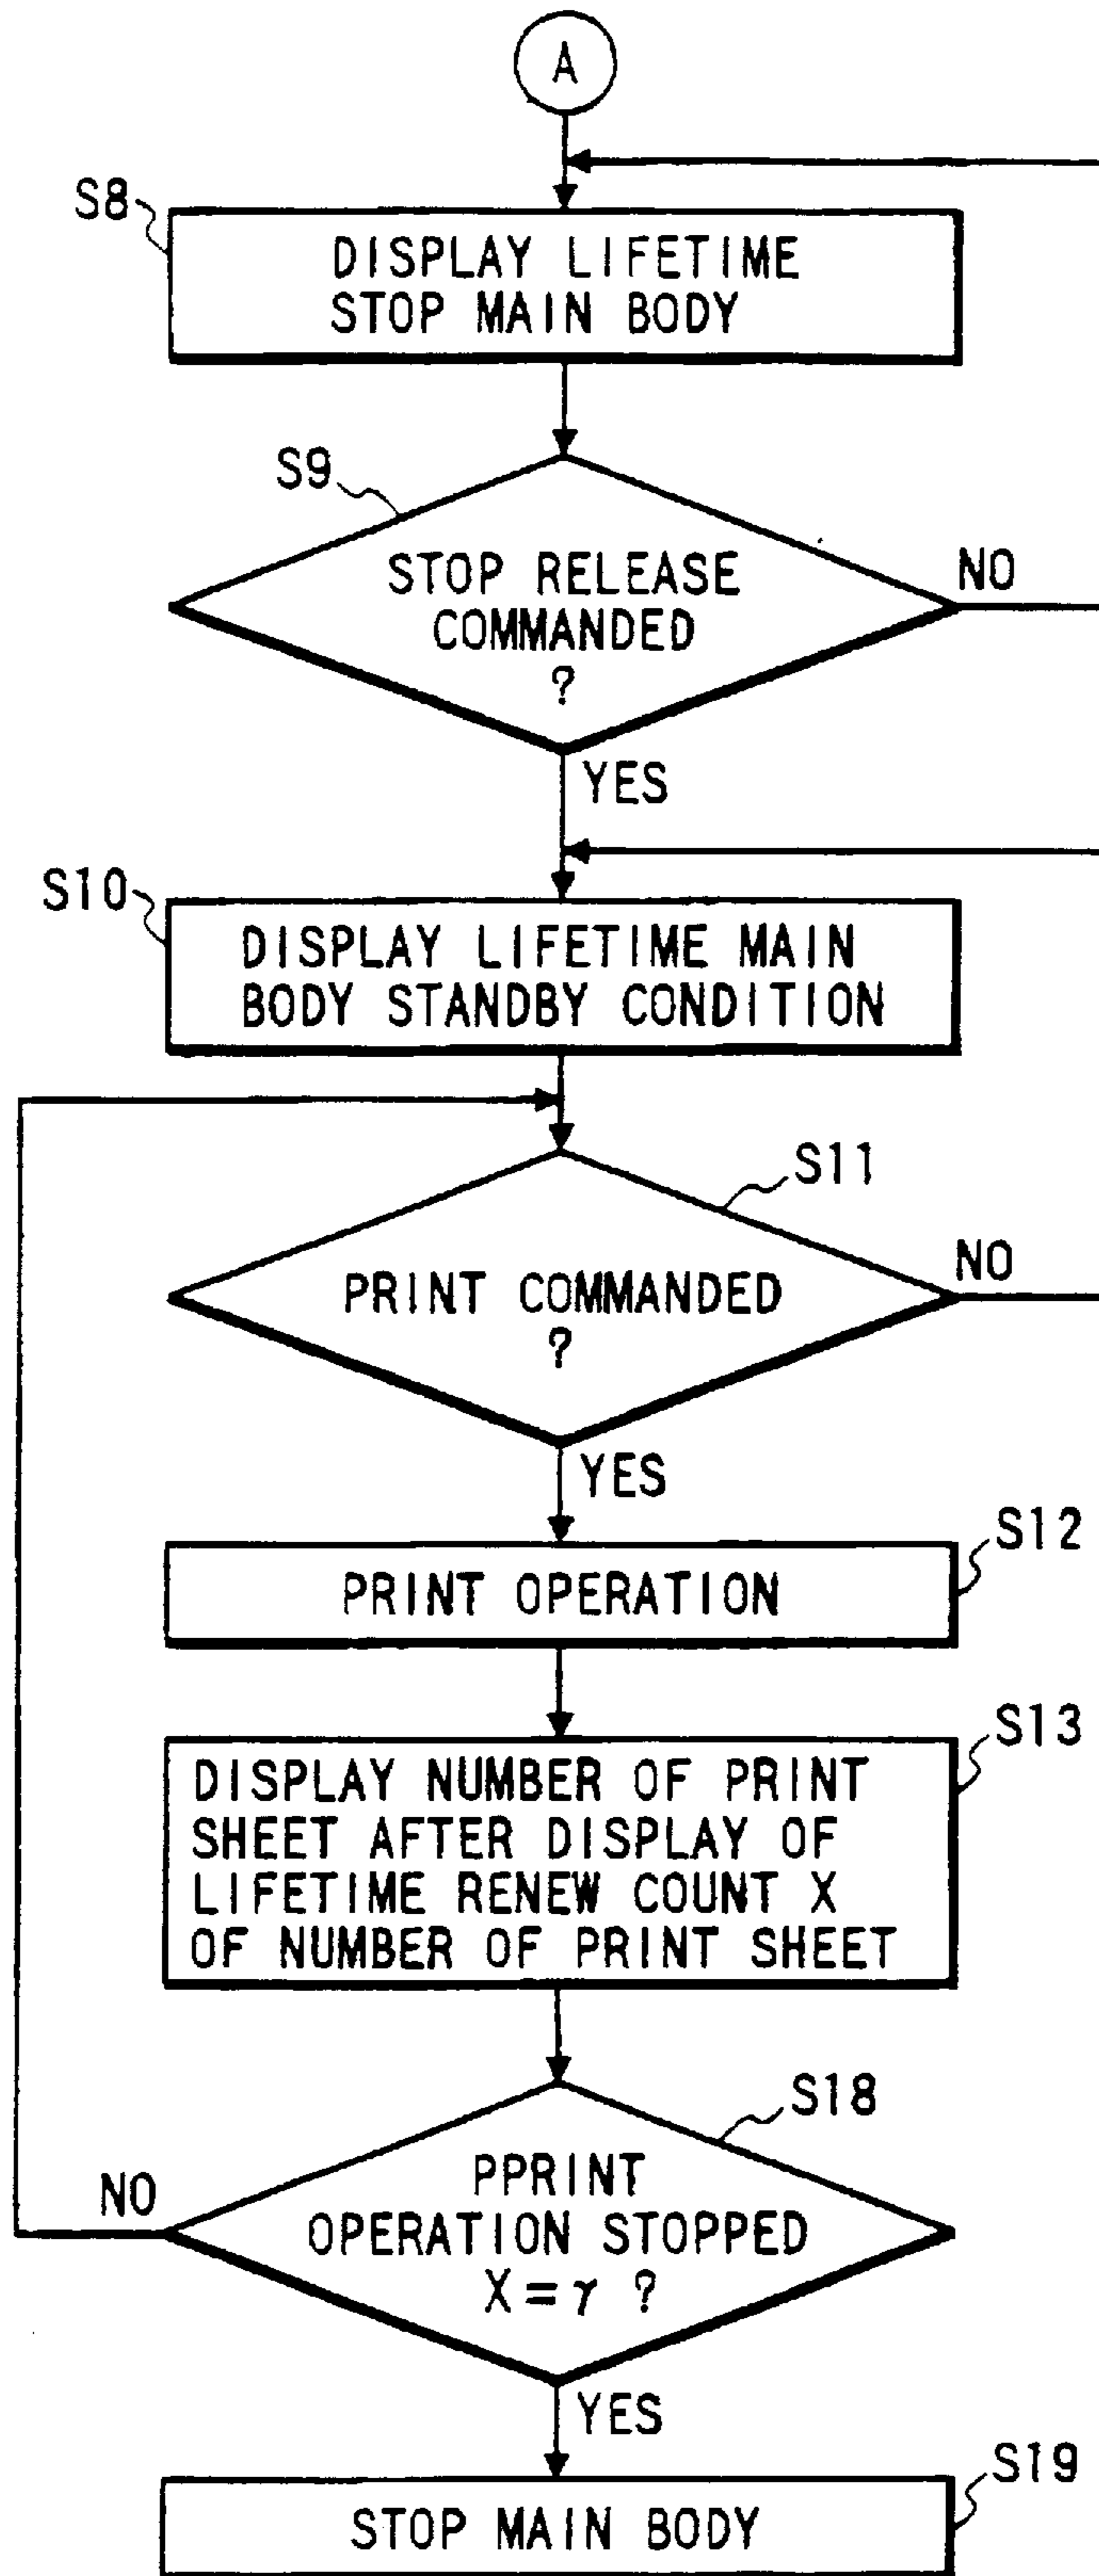 A
S8
DISPLAY LIFETIME
STOP MAIN BODY
S9
STOP RELEASE
COMMANDED
?
NO
YES
S10
DISPLAY LIFETIME MAIN
BODY STANDBY CONDITION
S11
PRINT COMMANDED
?
NO
YES
S12
PRINT OPERATION
S13
DISPLAY NUMBER OF PRINT
SHEET AFTER DISPLAY OF
LIFETIME RENEW COUNT X
OF NUMBER OF PRINT SHEET
S18
PPRINT
OPERATION STOPPED
X = γ ?
NO
YES
S19
STOP MAIN BODY